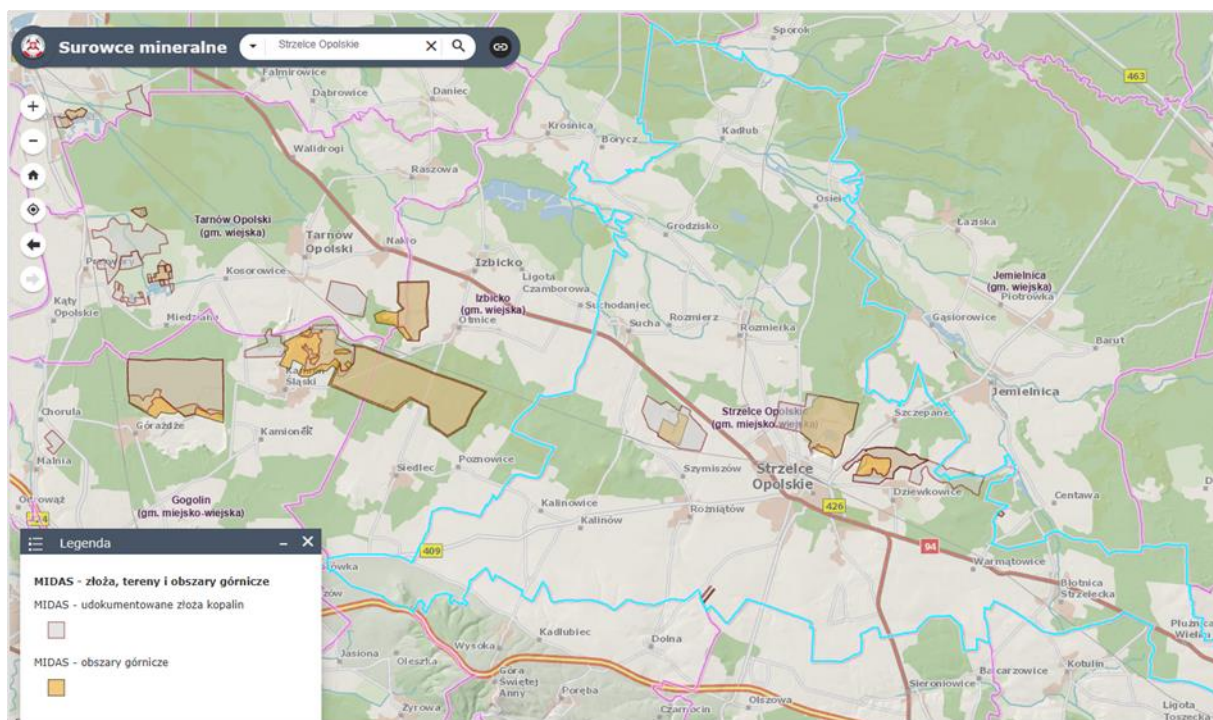 Surowce mineralne
Strzelce Opolskie
Sporok
463
Falmirowice
Dąbrowice
Daniec
Krośnica
Borycz
Kadłub
Walidrogi
Raszowa
Osiek
Tarnów Opolski
(gm. wiejska)
Tarnów
Opolski
Nakło
Grodzisko
Łaziska
Przywory
Kosorowice
Izbicko
Ligota
Czamborowa
Jemielnica
(gm. wiejska)
Piotrówka
Kąty
Opolskie
Miedziana
Izbicko
(gm. wiejska)
Otmice
Suchodaniec
Sucha
Rozmierz
Rozmierka
Gąsiorowice
Barut
Kamień
Śląski
Jemielnica
Chorula
Górażdże
Kamionek
Strzelce Opolskie
(gm. miejsko-wiejska)
Szczepanek
Malnia
Siedlec
Poznowice
Szymiszów
Strzelce
Opolskie
Gogolin
(gm. miejsko-wiejska)
Kalinowice
Kalinów
Rożniątów
Dziewkowice
Centawa
426
409
94
Warmątowice
Błotnica
Strzelecka
Legenda
MIDAS - złoża, tereny i obszary górnicze
MIDAS - udokumentowane złoża kopalin
MIDAS - obszary górnicze
Płużnica
Wielka
Kadłubiec
Dolna
Wysoka
Jasiona
Oleszka
Góra
Świętej
Anny
Poręba
Żyrowa
Czarnocin
Olszowa
Sieroniowice
Balcarzowice
Kotulin
Ligota
Toszecka